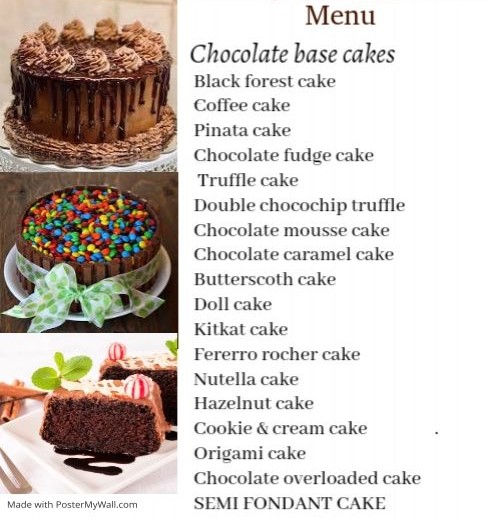 Menu
Chocolate base cakes
Black forest cake
Coffee cake
Pinata cake
Chocolate fudge cake
Truffle cake
Double chocochip truffle
Chocolate mousse cake
Chocolate caramel cake
Butterscoth cake
Doll cake
Kitkat cake
Fererro rocher cake
Nutella cake
Hazelnut cake
Cookie & cream cake .
Origami cake
Chocolate overloaded cake
SEMI FONDANT CAKE
Made with PosterMyWall.com